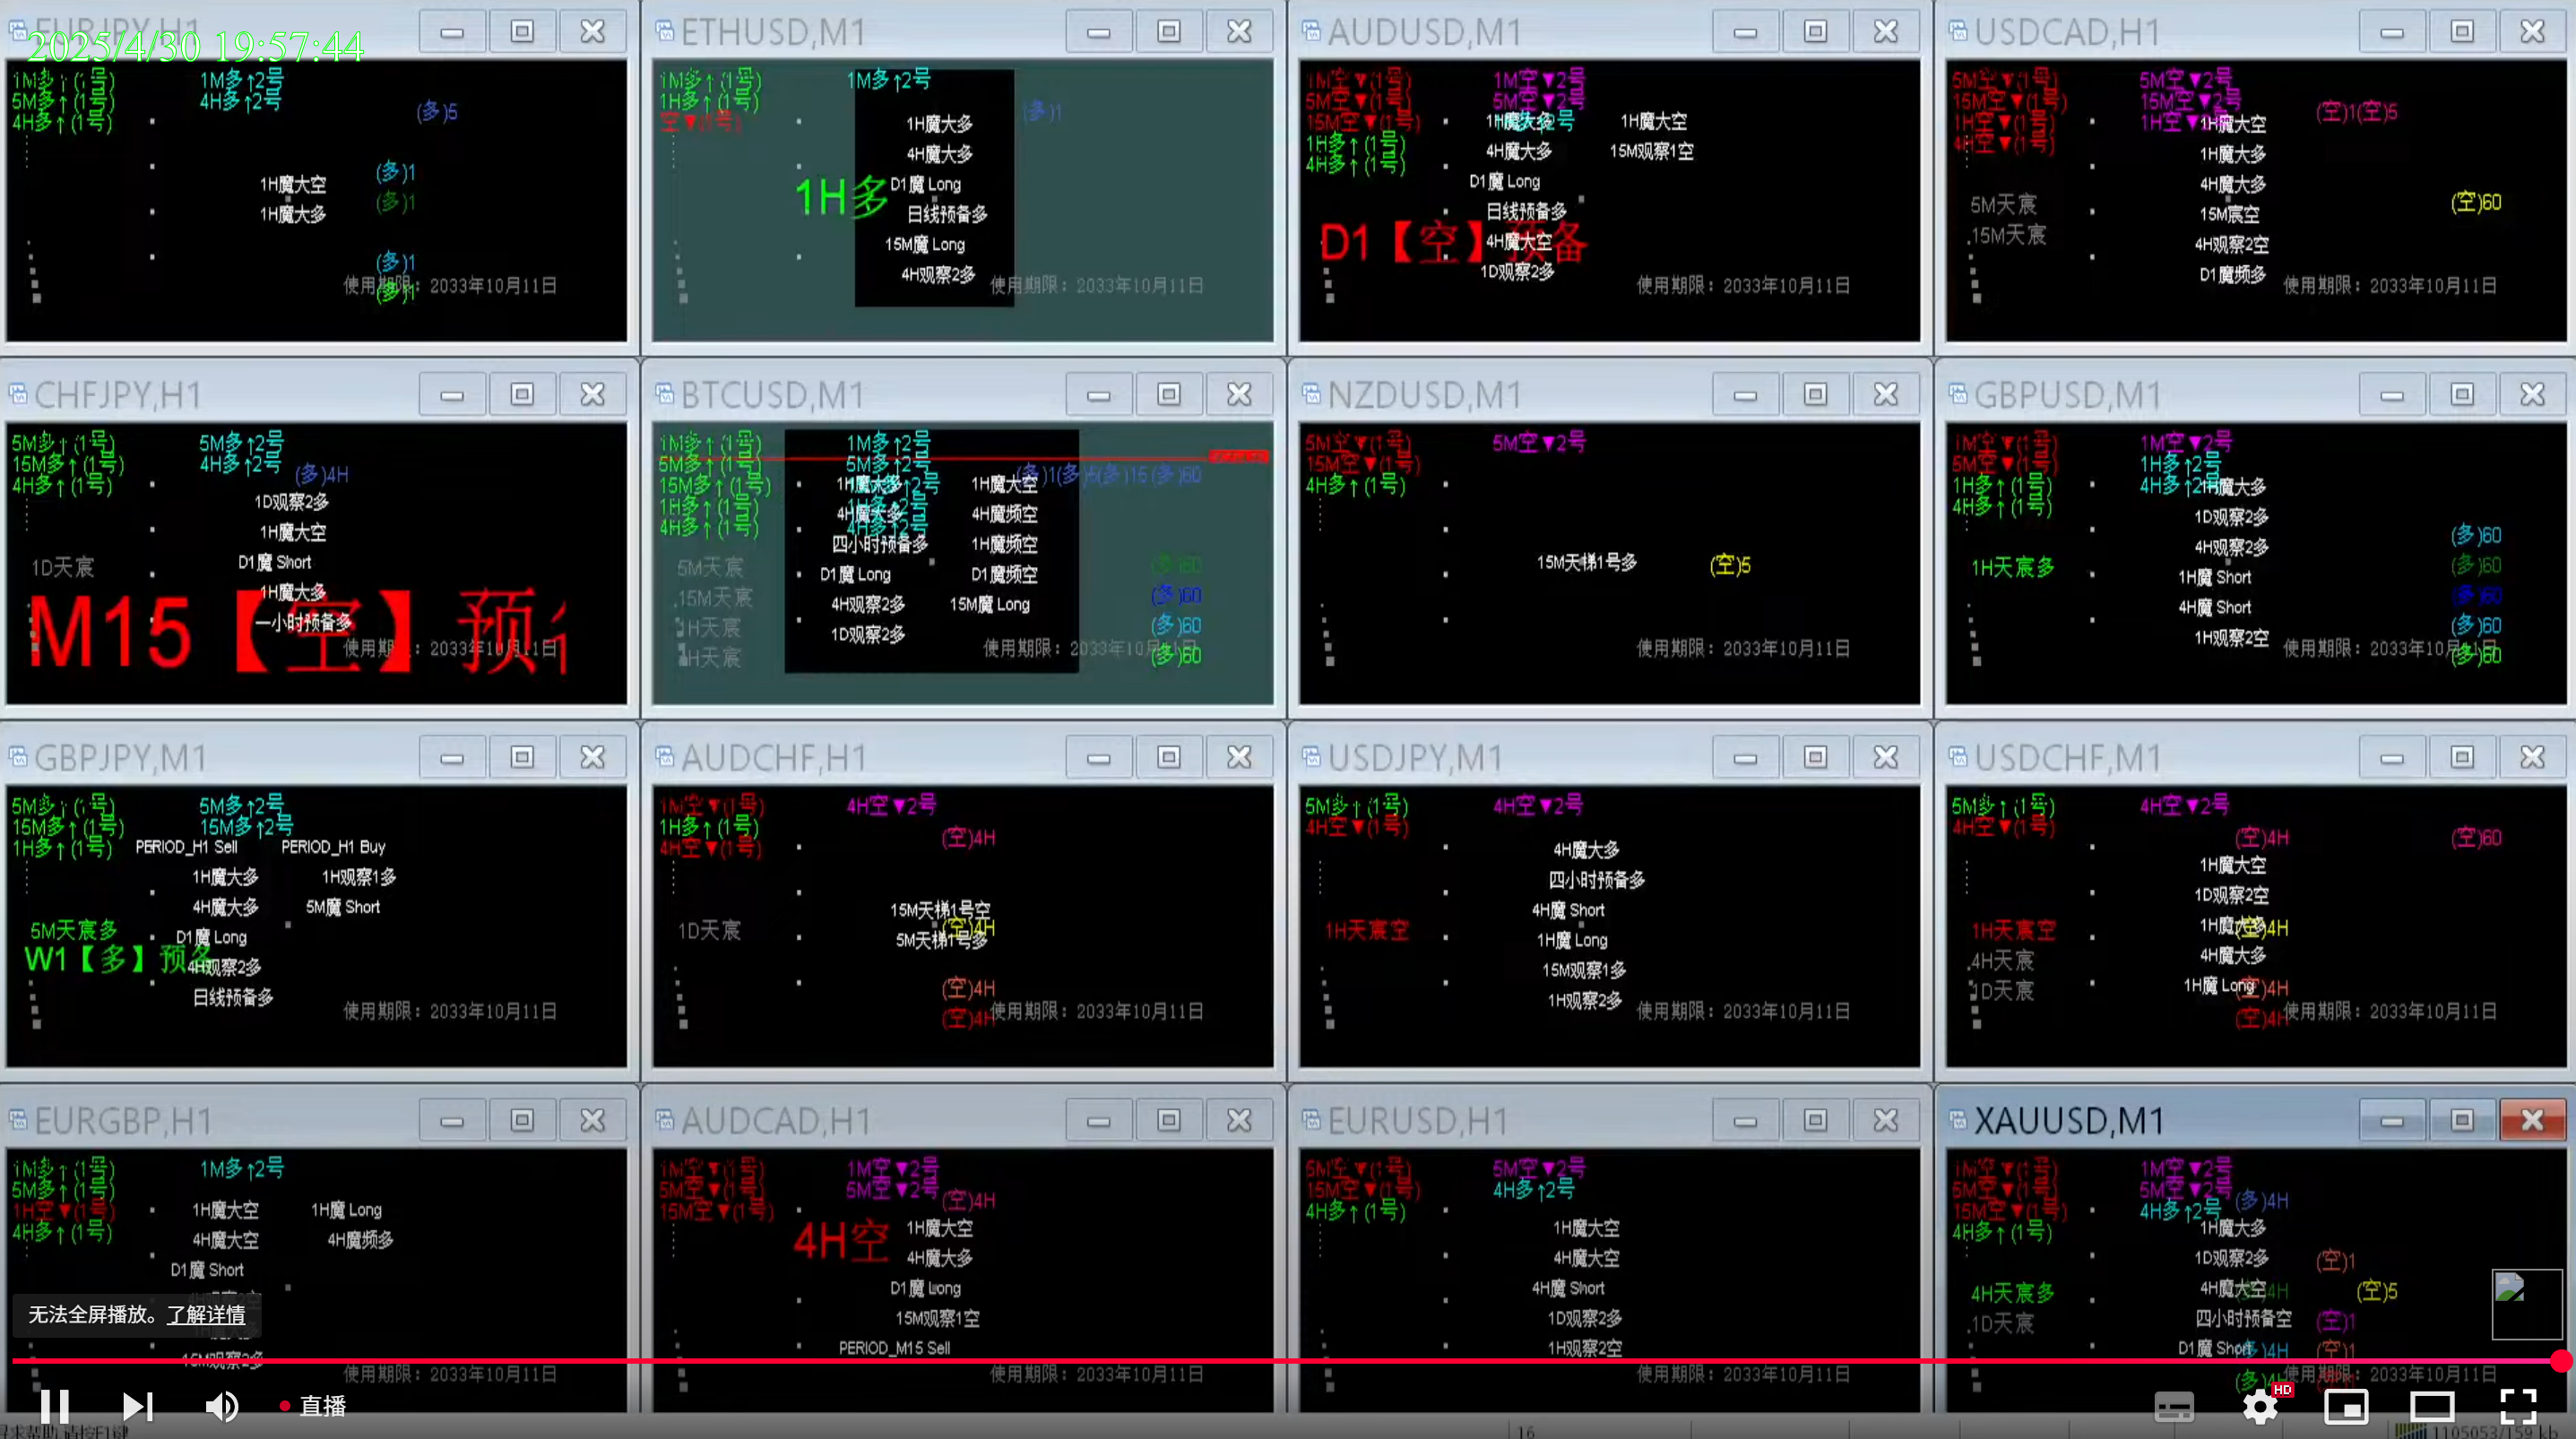 EURJPY,H1
2025/4/30 19:57:44
1M多↑(1号)
5M多↑(1号)
4H多↑(1号)
1M多↑2号
4H多↑2号
(多)5
(多)1
(多)1
1H魔大空
1H魔大多
(多)1
(多)1
使用期限：2033年10月11日
ETHUSD,M1
1M多↑(1号)
1H多↑(1号)
空▼(1号)
1M多↑2号
(多)1
1H魔大多
4H魔大多
1H多
D1魔 Long
日线预备多
15M魔 Long
4H观察2多
使用期限：2033年10月11日
AUDUSD,M1
1M空▼(1号)
5M空▼(1号)
15M空▼(1号)
1H多↑(1号)
4H多↑(1号)
1M空▼2号
5M空▼2号
1H魔大多
4H魔大多
D1魔 Long
日线预备多
4H魔大空
1D观察2多
1H魔大空
15M观察1空
D1【空】预备
使用期限：2033年10月11日
USDCAD,H1
5M空▼(1号)
15M空▼(1号)
1H空▼(1号)
4H空▼(1号)
5M空▼2号
15M空▼2号
1H空▼
(空)1(空)5
1H魔大空
1H魔大多
4H魔大多
15M宸空
4H观察2空
D1魔频多
5M天宸
15M天宸
(空)60
使用期限：2033年10月11日
CHFJPY,H1
5M多↑(1号)
15M多↑(1号)
4H多↑(1号)
5M多↑2号
4H多↑2号
(多)4H
1D观察2多
1H魔大空
D1魔 Short
1H魔大多
一小时预备多
1D天宸
M15【空】预
使用期限：2033年10月11日
BTCUSD,M1
1M多↑(1号)
5M多↑(1号)
15M多↑(1号)
1H多↑(1号)
4H多↑(1号)
1M多↑2号
5M多↑2号
4H多↑2号
(多)1(多)5(多)15(多)60
1H魔大多
4H魔大多
四小时预备多
D1魔 Long
4H观察2多
1D观察2多
1H魔大空
4H魔频空
1H魔频空
D1魔频空
15M魔 Long
5M天宸
15M天宸
1H天宸
H天宸
(多)60
(多)60
(多)60
(多)60
使用期限：2033年10月11日
NZDUSD,M1
5M空▼(1号)
15M空▼(1号)
4H多↑(1号)
5M空▼2号
15M天梯1号多
(空)5
使用期限：2033年10月11日
GBPUSD,M1
1M空▼(1号)
5M空▼(1号)
1H多↑(1号)
4H多↑(1号)
1M空▼2号
1H多↑2号
4H多↑2
1H魔大多
1D观察2多
4H观察2多
1H魔 Short
4H魔 Short
1H观察2空
1H天宸多
(多)60
(多)60
(多)60
(多)60
(多)60
使用期限：2033年10月11日
GBPJPY,M1
5M多↑(1号)
15M多↑(1号)
1H多↑(1号)
5M多↑2号
15M多↑2号
PERIOD_H1 Sell
PERIOD_H1 Buy
1H魔大多
1H观察1多
4H魔大多
5M魔 Short
5M天宸多
D1魔 Long
W1【多】预备
4H观察2多
日线预备多
使用期限：2033年10月11日
AUDCHF,H1
1M空▼(1号)
1H多↑(1号)
4H空▼(1号)
4H空▼2号
(空)4H
15M天梯1号空
(空)4H
5M天梯1号多
1D天宸
(空)4H
(空)4H
使用期限：2033年10月11日
USDJPY,M1
5M多↑(1号)
4H空▼(1号)
4H空▼2号
4H魔大多
四小时预备多
4H魔 Short
1H天宸空
1H魔 Long
15M观察1多
1H观察2多
使用期限：2033年10月11日
USDCHF,M1
5M多↑(1号)
4H空▼(1号)
4H空▼2号
(空)4H
(空)60
1H魔大空
1D观察2空
1H魔大多
(空)4H
4H魔大多
1H魔 Long
1H天宸空
4H天宸
1D天宸
(空)4H
(空)4H
使用期限：2033年10月11日
EURGBP,H1
1M多↑(1号)
5M多↑(1号)
1H空▼(1号)
4H多↑(1号)
1M多↑2号
1H魔大空
1H魔 Long
4H魔大空
4H魔频多
D1魔 Short
15M观察2多
使用期限：2033年10月11日
AUDCAD,H1
1M空▼(1号)
5M空▼(1号)
15M空▼(1号)
1M空▼2号
5M空▼2号
(空)4H
4H空
1H魔大空
4H魔大多
D1魔 Long
15M观察1空
PERIOD_M15 Sell
使用期限：2033年10月11日
EURUSD,H1
5M空▼(1号)
15M空▼(1号)
4H多↑(1号)
5M空▼2号
4H多↑2号
1H魔大空
4H魔大空
4H魔 Short
1D观察2多
1H观察2空
使用期限：2033年10月11日
XAUUSD,M1
1M空▼(1号)
5M空▼(1号)
15M空▼(1号)
4H多↑(1号)
1M空▼2号
5M空▼2号
4H多↑2号
(多)4H
1H魔大多
1D观察2多
4H魔大空
四小时预备空
D1魔 Short
4H天宸多
1D天宸
(空)1
(空)5
(空)1
(空)1
使用期限：2033年10月11日
无法全屏播放。了解详情
直播
HD
16
1105053/159 kb